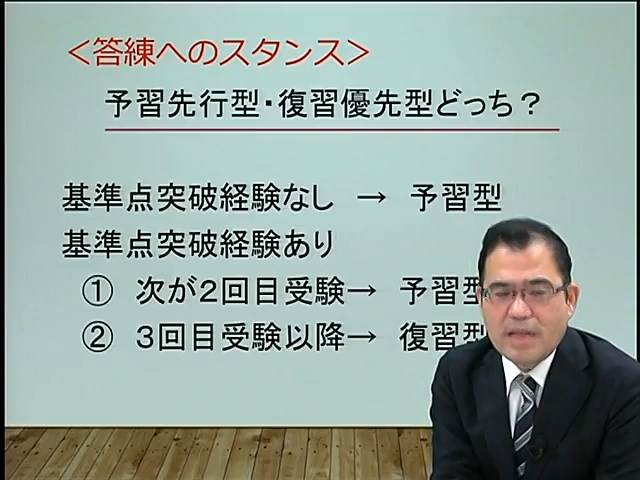 ＜答練へのスタンス＞
予習先行型・復習優先型どっち？
基準点突破経験なし → 予習型
基準点突破経験あり
① 次が２回目受験→ 予習型
② ３回目受験以降→ 復習型